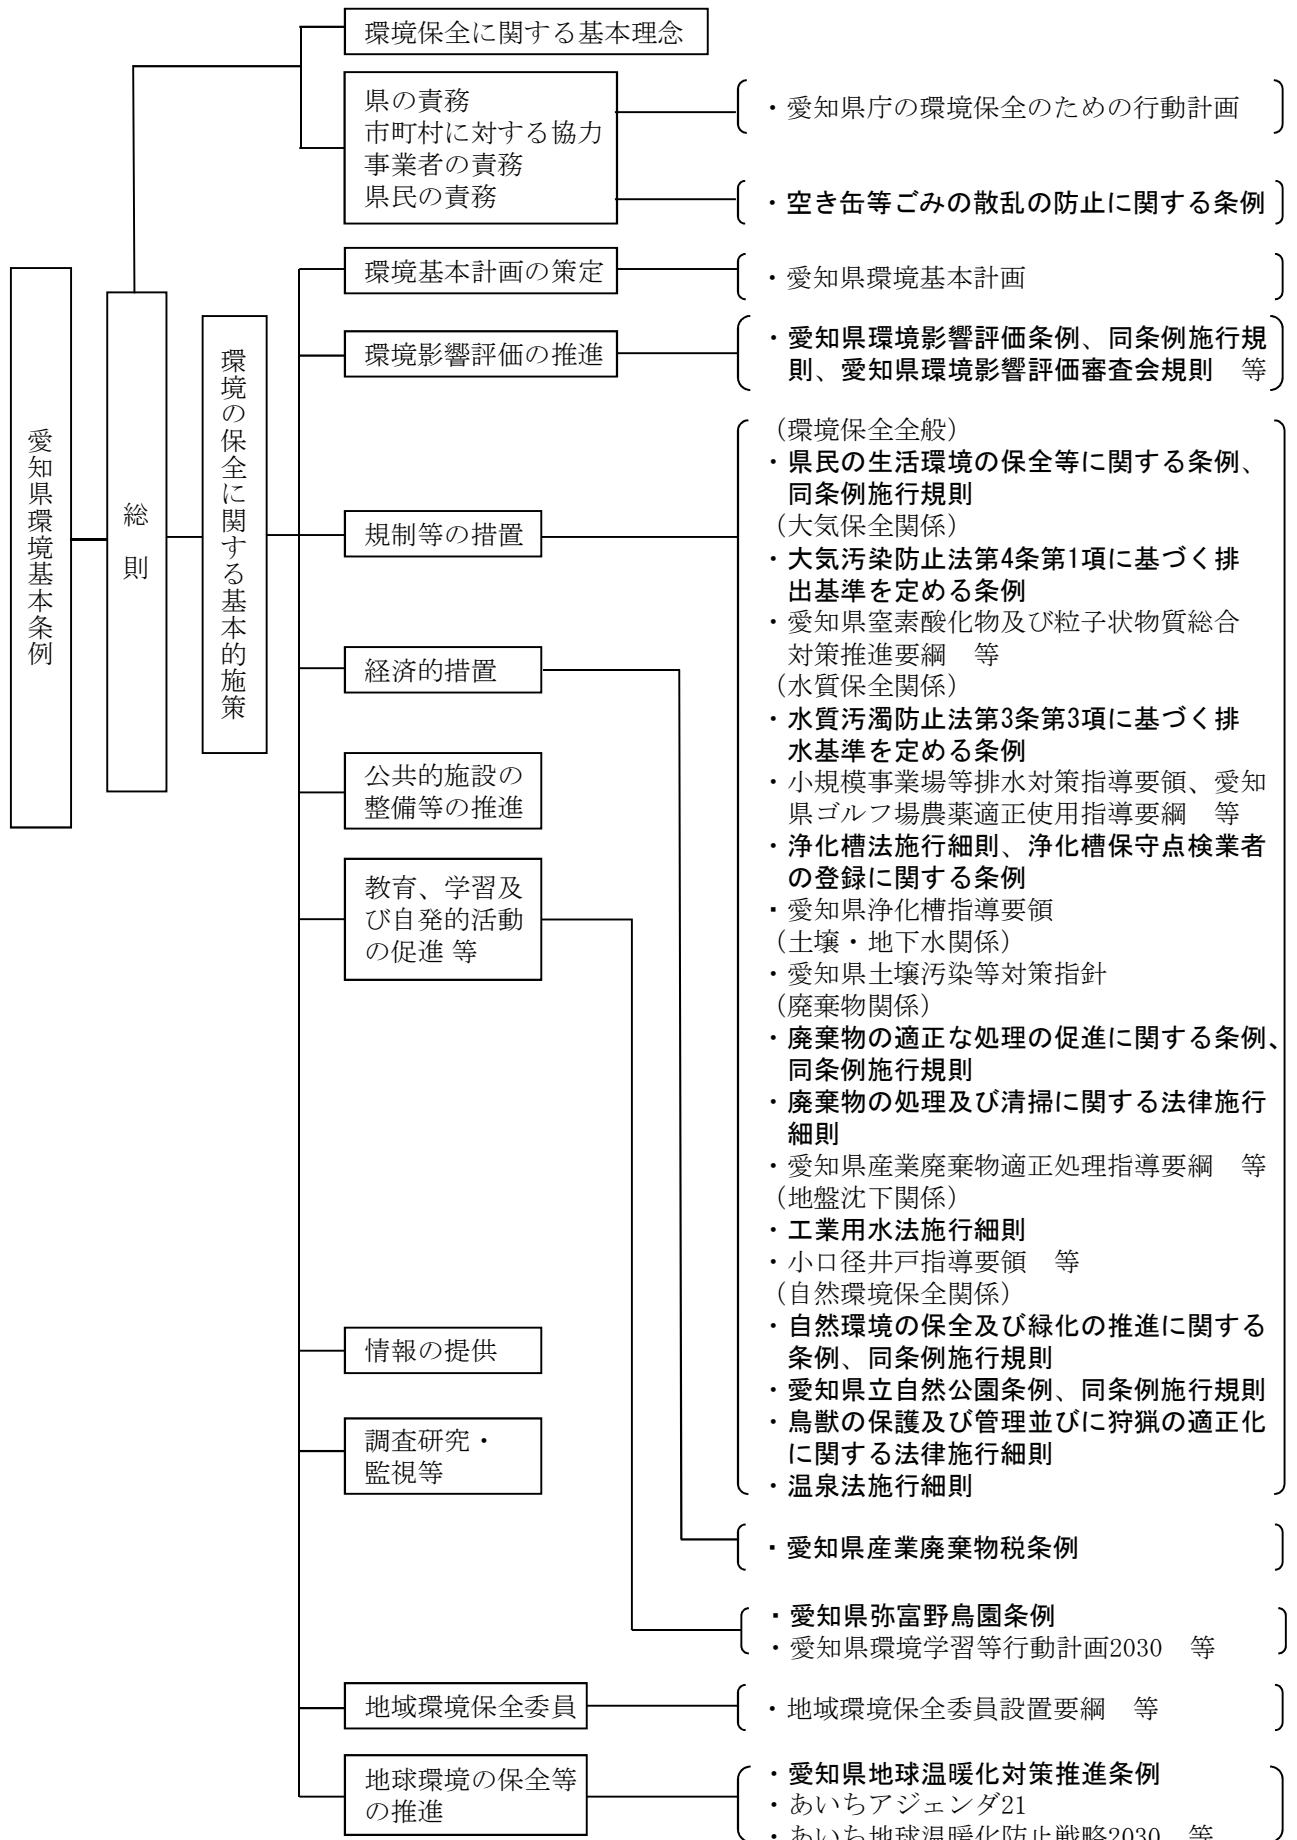 愛知県環境基本条例
総則
環境の保全に関する基本的施策
環境保全に関する基本理念
県の責務
市町村に対する協力
事業者の責務
県民の責務
・愛知県庁の環境保全のための行動計画
・空き缶等ごみの散乱の防止に関する条例
環境基本計画の策定
・愛知県環境基本計画
環境影響評価の推進
・愛知県環境影響評価条例、同条例施行規
則、愛知県環境影響評価審査会規則 等
規制等の措置
(環境保全全般)
・県民の生活環境の保全等に関する条例、
同条例施行規則
(大気保全関係)
・大気汚染防止法第4条第1項に基づく排
出基準を定める条例
・愛知県窒素酸化物及び粒子状物質総合
対策推進要綱 等
(水質保全関係)
・水質汚濁防止法第3条第3項に基づく排
水基準を定める条例
・小規模事業場等排水対策指導要領、愛知
県ゴルフ場農薬適正使用指導要綱 等
・浄化槽法施行細則、浄化槽保守点検業者
の登録に関する条例
・愛知県浄化槽指導要領
(土壌・地下水関係)
・愛知県土壌汚染等対策指針
(廃棄物関係)
・廃棄物の適正な処理の促進に関する条例、
同条例施行規則
・廃棄物の処理及び清掃に関する法律施行
細則
・愛知県産業廃棄物適正処理指導要綱 等
(地盤沈下関係)
・工業用水法施行細則
・小口径井戸指導要領 等
(自然環境保全関係)
・自然環境の保全及び緑化の推進に関する
条例、同条例施行規則
・愛知県立自然公園条例、同条例施行規則
・鳥獣の保護及び管理並びに狩猟の適正化
に関する法律施行細則
・温泉法施行細則
経済的措置
・愛知県産業廃棄物税条例
公共的施設の
整備等の推進
教育、学習及
び自発的活動
の促進 等
・愛知県弥富野鳥園条例
・愛知県環境学習等行動計画2030 等
情報の提供
調査研究・
監視等
地域環境保全委員
・地域環境保全委員設置要綱 等
地球環境の保全等
の推進
・愛知県地球温暖化対策推進条例
・あいちアジェンダ21
・あいち地球温暖化防止戦略2030 等